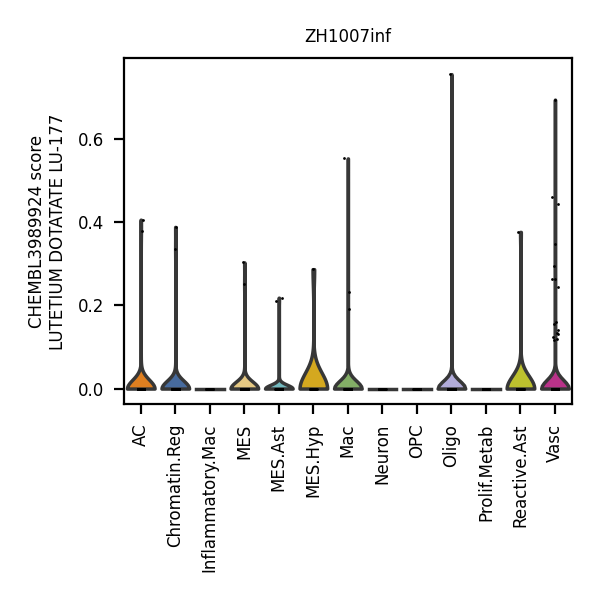 ZH1007inf
CHEMBL3989924 score
LUTETIUM DOTATATE LU-177
0.6
0.4
0.2
0.0
AC
Chromatin.Reg
Inflammatory.Mac
MES
MES.Ast
MES.Hyp
Mac
Neuron
OPC
Oligo
Prolif.Metab
Reactive.Ast
Vasc